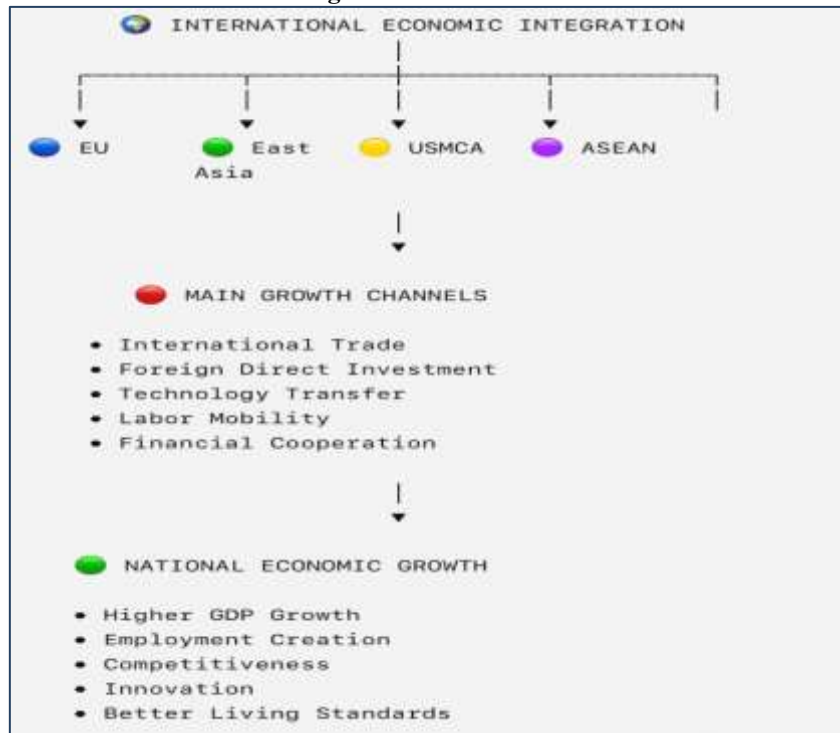 INTERNATIONAL ECONOMIC INTEGRATION
EU East USMCA ASEAN
Asia
MAIN GROWTH CHANNELS
• International Trade
• Foreign Direct Investment
• Technology Transfer
• Labor Mobility
• Financial Cooperation
NATIONAL ECONOMIC GROWTH
• Higher GDP Growth
• Employment Creation
• Competitiveness
• Innovation
• Better Living Standards